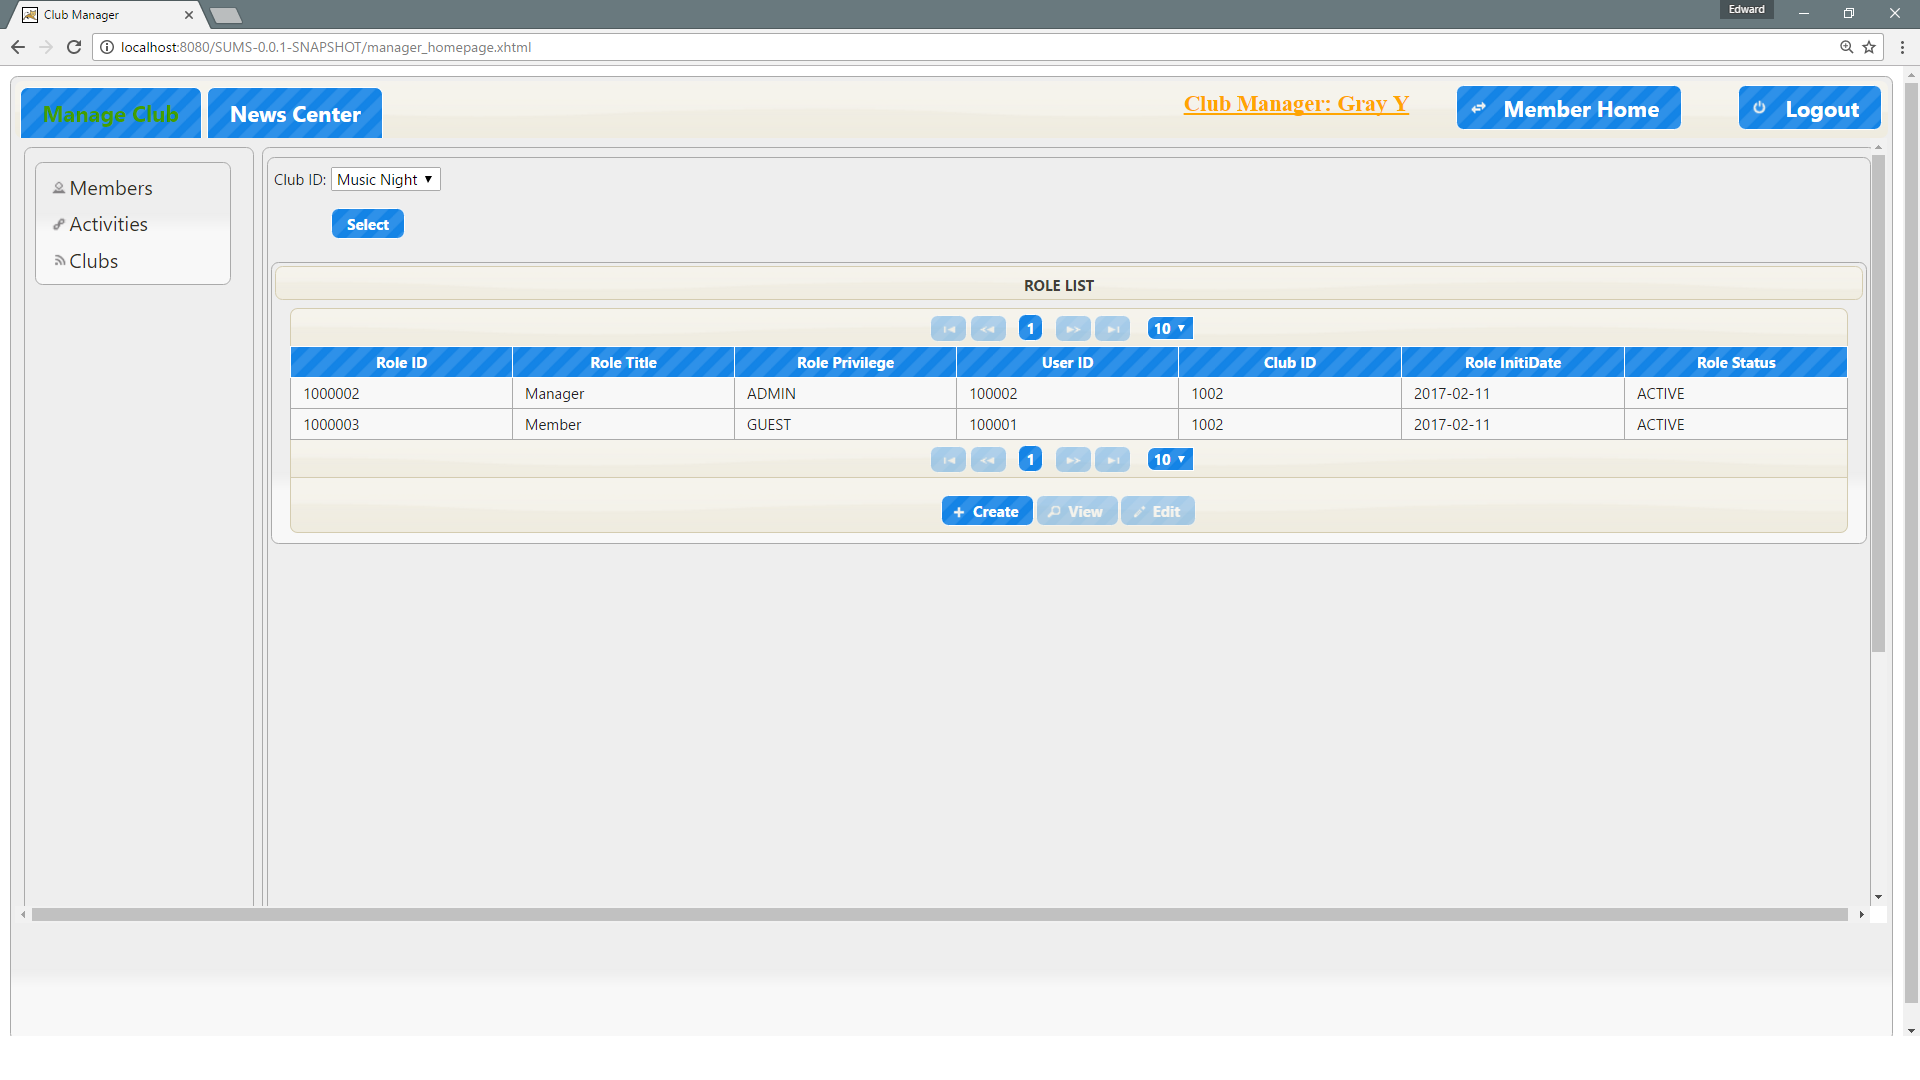 Club Manager
Edward
localhost:8080/SUMS-0.0.1-SNAPSHOT/manager_homepage.xhtml
Manage Club
News Center
Club Manager: Gray Y
Member Home
Logout
Members
Activities
Clubs
Club ID: Music Night
Select
ROLE LIST
1 10
Role ID Role Title Role Privilege User ID Club ID Role InitiDate Role Status
1000002 Manager ADMIN 100002 1002 2017-02-11 ACTIVE
1000003 Member GUEST 100001 1002 2017-02-11 ACTIVE
1 10
Create View Edit